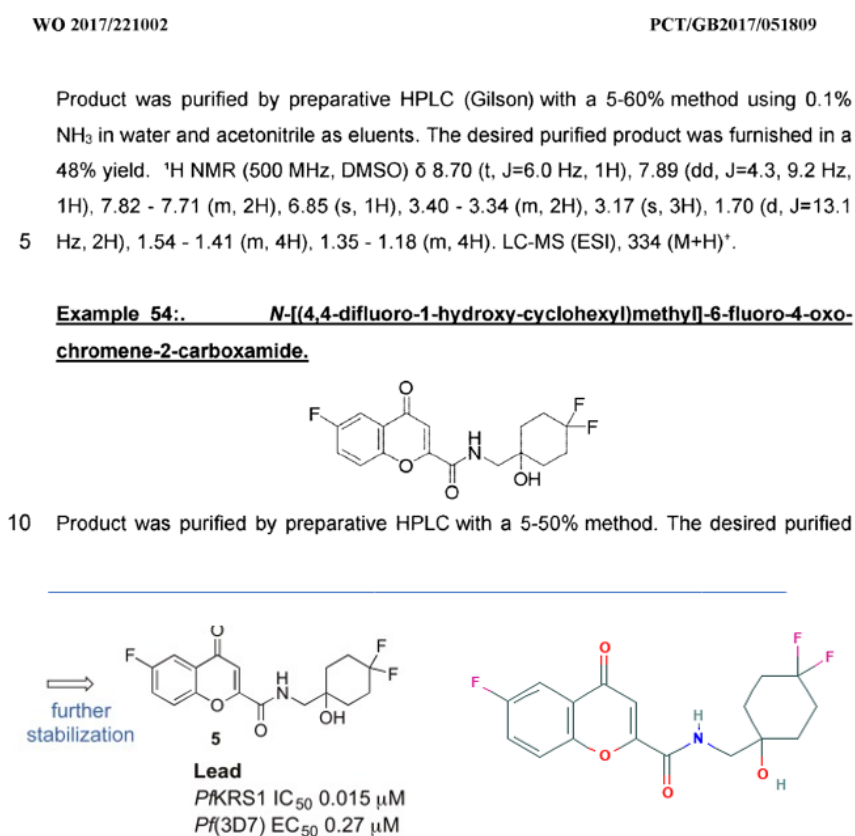 WO 2017/221002 PCT/GB2017/051809
Product was purified by preparative HPLC (Gilson) with a 5-60% method using 0.1%
NH₃ in water and acetonitrile as eluents. The desired purified product was furnished in a
48% yield. ¹H NMR (500 MHz, DMSO) δ 8.70 (t, J=6.0 Hz, 1H), 7.89 (dd, J=4.3, 9.2 Hz,
1H), 7.82 - 7.71 (m, 2H), 6.85 (s, 1H), 3.40 - 3.34 (m, 2H), 3.17 (s, 3H), 1.70 (d, J=13.1
5 Hz, 2H), 1.54 - 1.41 (m, 4H), 1.35 - 1.18 (m, 4H). LC-MS (ESI), 334 (M+H)⁺.
Example 54:. N-[(4,4-difluoro-1-hydroxy-cyclohexyl)methyl]-6-fluoro-4-oxo-
chromene-2-carboxamide.
O
F
F
F
H
N
O
O
OH
10 Product was purified by preparative HPLC with a 5-50% method. The desired purified
further
stabilization
O
F
F
F
H
N
O
O
OH
5
Lead
PfKRS1 IC₅₀ 0.015 μM
Pf(3D7) EC₅₀ 0.27 μM
O
F
F
F
H
N
O
O
O
H